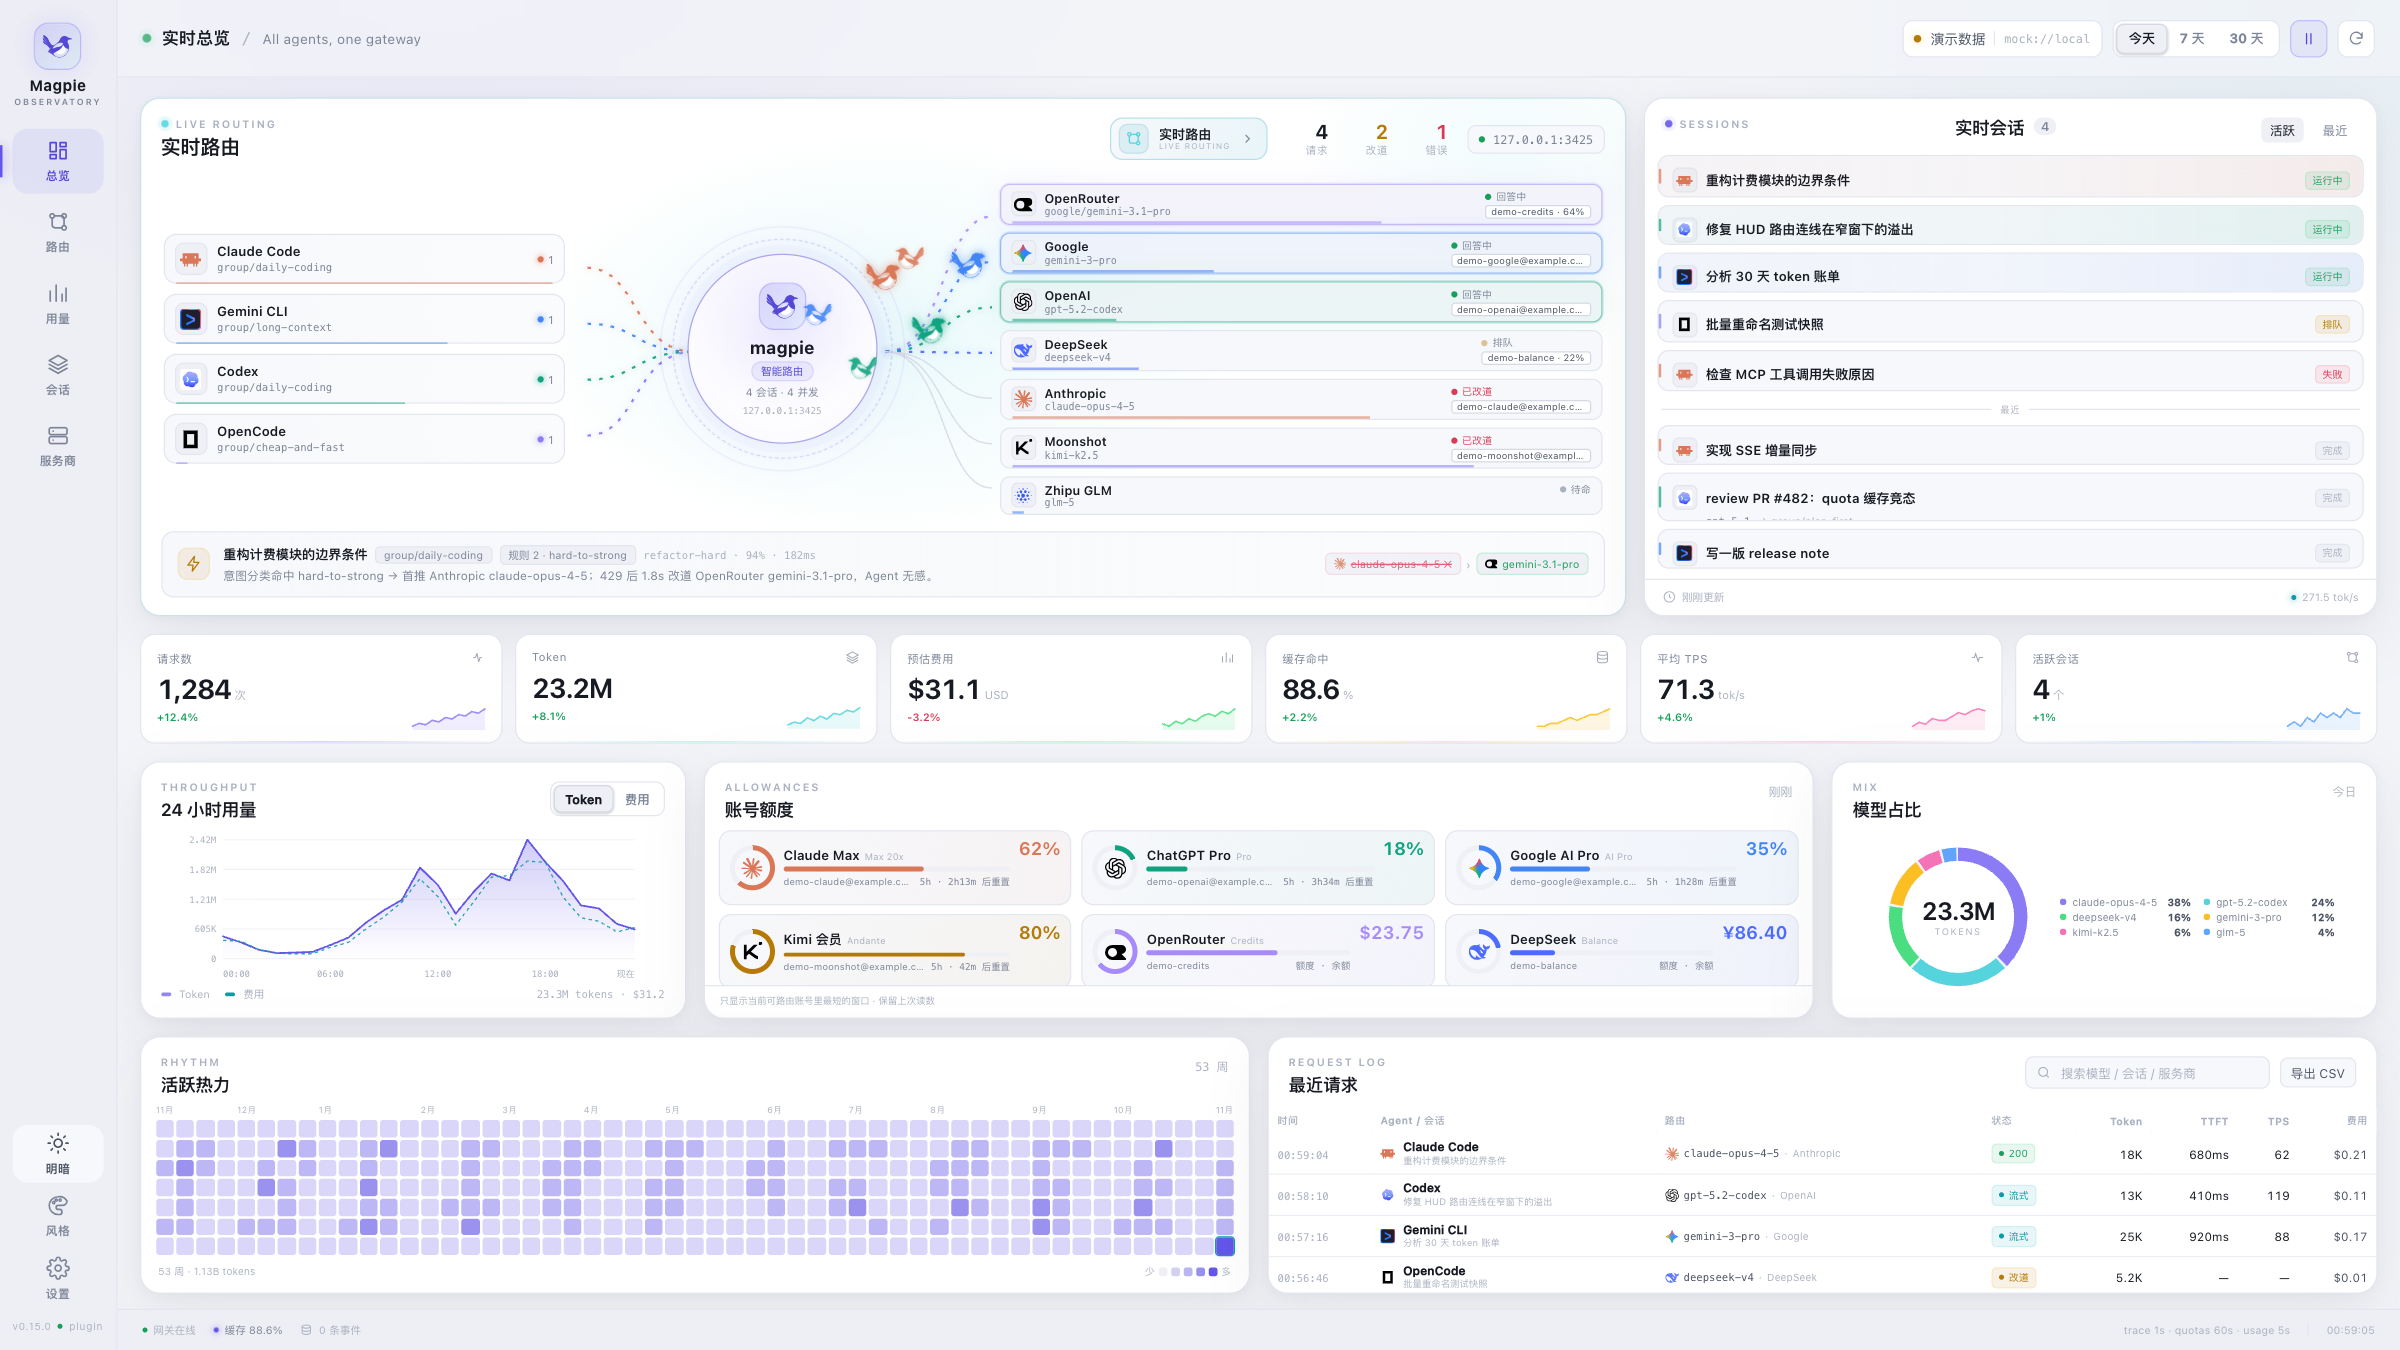 Magpie
OBSERVATORY
总览
路由
用量
会话
服务商
明暗
风格
设置
v0.15.0 plugin
实时总览 / All agents, one gateway
演示数据 mock://local
今天 7 天 30 天
LIVE ROUTING
实时路由
实时路由
LIVE ROUTING
4 请求
2 改道
1 错误
127.0.0.1:3425
Claude Code
group/daily-coding
1
Gemini CLI
group/long-context
1
Codex
group/daily-coding
1
OpenCode
group/cheap-and-fast
1
magpie
智能路由
4 会话 · 4 并发
127.0.0.1:3425
OpenRouter
google/gemini-3.1-pro
回答中
demo-credits · 64%
Google
gemini-3-pro
回答中
demo-google@example.c...
OpenAI
gpt-5.2-codex
回答中
demo-openai@example.c...
DeepSeek
deepseek-v4
排队
demo-balance · 22%
Anthropic
claude-opus-4-5
已改道
demo-claude@example.c...
Moonshot
kimi-k2.5
已改道
demo-moonshot@exampl...
Zhipu GLM
glm-5
待命
重构计费模块的边界条件 group/daily-coding 规则 2 · hard-to-strong refactor-hard · 94% · 182ms
意图分类命中 hard-to-strong → 首推 Anthropic claude-opus-4-5；429 后 1.8s 改道 OpenRouter gemini-3.1-pro，Agent 无感。
claude-opus-4-5 ✕ › gemini-3.1-pro
SESSIONS
实时会话 4
活跃 最近
重构计费模块的边界条件 运行中
修复 HUD 路由连线在窄窗下的溢出 运行中
分析 30 天 token 账单 运行中
批量重命名测试快照 排队
检查 MCP 工具调用失败原因 失败
最近
实现 SSE 增量同步 完成
review PR #482：quota 缓存竞态 完成
写一版 release note 完成
刚刚更新 271.5 tok/s
请求数
1,284 次
+12.4%
Token
23.2M
+8.1%
预估费用
$31.1 USD
-3.2%
缓存命中
88.6 %
+2.2%
平均 TPS
71.3 tok/s
+4.6%
活跃会话
4 个
+1%
THROUGHPUT
24 小时用量
Token 费用
2.42M
1.82M
1.21M
605K
0
00:00 06:00 12:00 18:00 现在
Token 费用 23.3M tokens · $31.2
ALLOWANCES
账号额度
刚刚
Claude Max Max 20x 62%
demo-claude@example.c... 5h · 2h13m 后重置
ChatGPT Pro Pro 18%
demo-openai@example.c... 5h · 3h34m 后重置
Google AI Pro AI Pro 35%
demo-google@example.c... 5h · 1h28m 后重置
Kimi 会员 Andante 80%
demo-moonshot@example.c... 5h · 42m 后重置
OpenRouter Credits $23.75
demo-credits 额度 · 余额
DeepSeek Balance ¥86.40
demo-balance 额度 · 余额
只显示当前可路由账号里最短的窗口 · 保留上次读数
MIX
模型占比
今日
23.3M
TOKENS
claude-opus-4-5 38% gpt-5.2-codex 24%
deepseek-v4 16% gemini-3-pro 12%
kimi-k2.5 6% glm-5 4%
RHYTHM
活跃热力
53 周
11月 12月 1月 2月 3月 4月 5月 6月 7月 8月 9月 10月 11月
53 周 · 1.13B tokens
少 多
REQUEST LOG
最近请求
搜索模型 / 会话 / 服务商
导出 CSV
时间 Agent / 会话 路由 状态 Token TTFT TPS 费用
00:59:04 Claude Code claude-opus-4-5 · Anthropic 200 18K 680ms 62 $0.21
重构计费模块的边界条件
00:58:10 Codex gpt-5.2-codex · OpenAI 流式 13K 410ms 119 $0.11
修复 HUD 路由连线在窄窗下的溢出
00:57:16 Gemini CLI gemini-3-pro · Google 流式 25K 920ms 88 $0.17
分析 30 天 token 账单
00:56:46 OpenCode deepseek-v4 · DeepSeek 改道 5.2K — — $0.01
批量重命名测试快照
网关在线 缓存 88.6% 0 条事件
trace 1s · quotas 60s · usage 5s 00:59:05